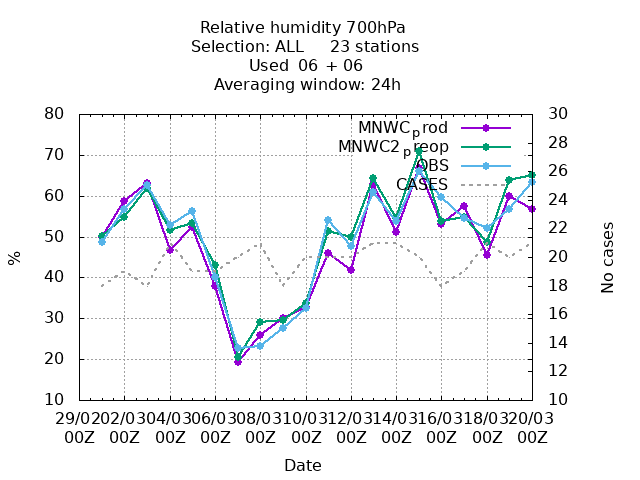 Relative humidity 700hPa
Selection: ALL 23 stations
Used 06 + 06
Averaging window: 24h
80
70
60
50
40
30
20
10
%
30
28
26
24
22
20
18
16
14
12
10
No cases
MNWC_prod
MNWC2_preop
OBS
CASES
29/02 02/03 04/03 06/03 08/03 10/03 12/03 14/03 16/03 18/03 20/03
00Z 00Z 00Z 00Z 00Z 00Z 00Z 00Z 00Z 00Z 00Z
Date